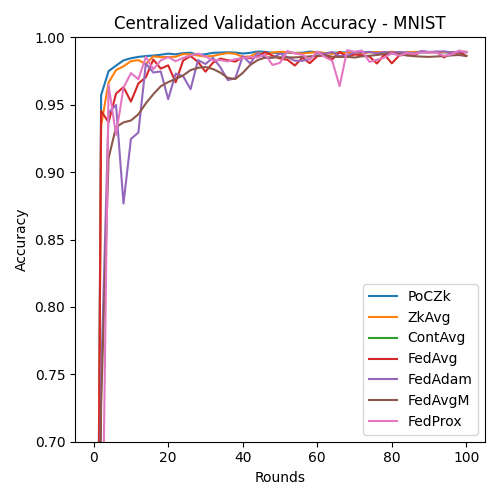 Centralized Validation Accuracy - MNIST
1.00
0.95
0.90
0.85
0.80
0.75
0.70
Accuracy
PoCZk
ZkAvg
ContAvg
FedAvg
FedAdam
FedAvgM
FedProx
0
20
40
60
80
100
Rounds